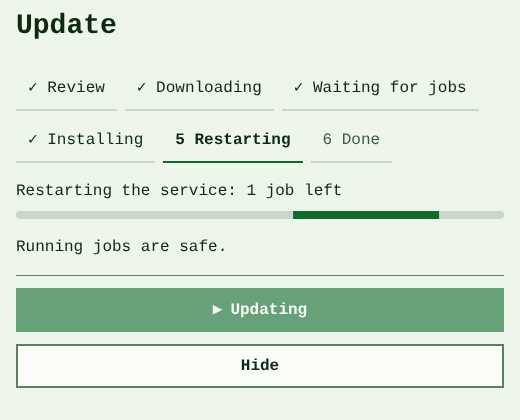 Update
✓ Review ✓ Downloading ✓ Waiting for jobs
✓ Installing 5 Restarting 6 Done
Restarting the service: 1 job left
Running jobs are safe.
▶ Updating
Hide